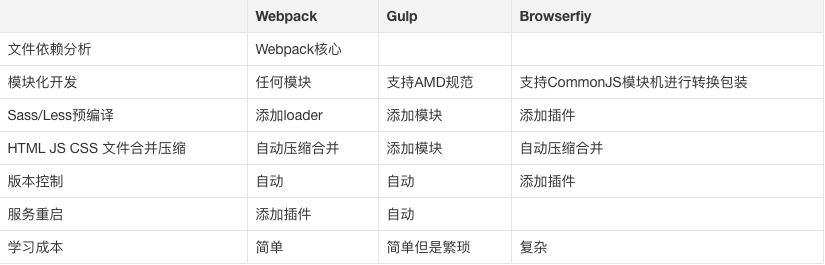 Webpack Gulp Browserfiy
文件依赖分析 Webpack核心
模块化开发 任何模块 支持AMD规范 支持CommonJS模块机进行转换包装
Sass/Less预编译 添加loader 添加模块 添加插件
HTML JS CSS 文件合并压缩 自动压缩合并 添加模块 自动压缩合并
版本控制 自动 自动 添加插件
服务重启 添加插件 自动
学习成本 简单 简单但是繁琐 复杂